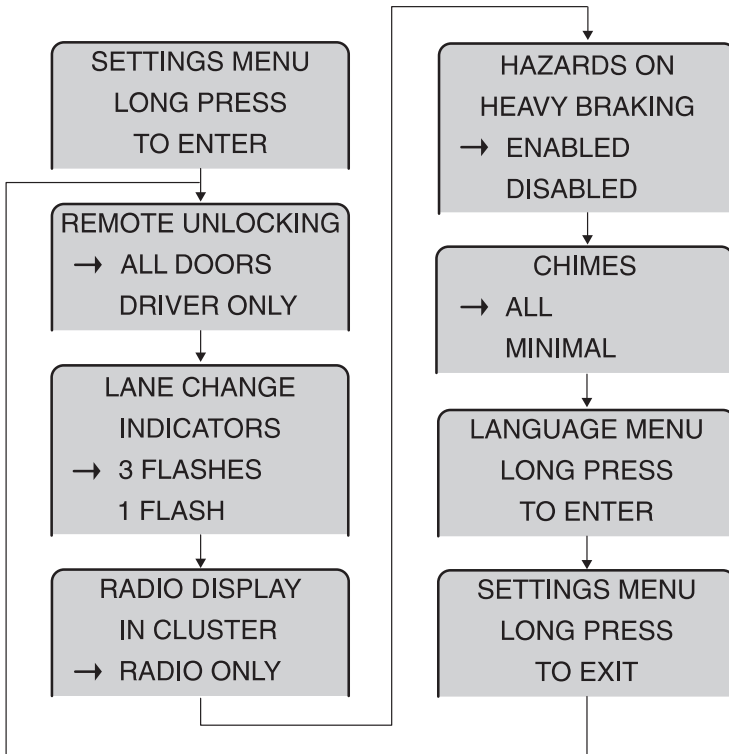 SETTINGS MENU
LONG PRESS
TO ENTER
REMOTE UNLOCKING
→ ALL DOORS
DRIVER ONLY
LANE CHANGE
INDICATORS
→ 3 FLASHES
1 FLASH
RADIO DISPLAY
IN CLUSTER
→ RADIO ONLY
HAZARDS ON
HEAVY BRAKING
→ ENABLED
DISABLED
CHIMES
→ ALL
MINIMAL
LANGUAGE MENU
LONG PRESS
TO ENTER
SETTINGS MENU
LONG PRESS
TO EXIT